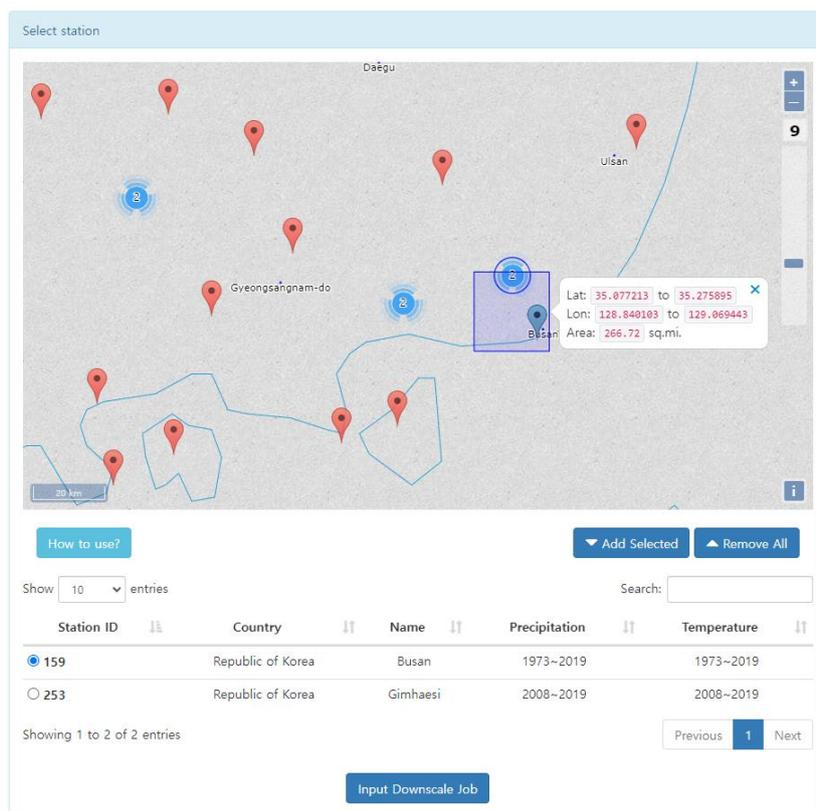 Select station
Daegu
+
–
9
Ulsan
2
2
Gyeongsangnam-do
2
Lat: 35.077213 to 35.275895 ×
Lon: 128.840103 to 129.069443
Busan Area: 266.72 sq.mi.
20 km
i
How to use? Add Selected Remove All
Show 10 entries Search:
Station ID Country Name Precipitation Temperature
159 Republic of Korea Busan 1973~2019 1973~2019
253 Republic of Korea Gimhaesi 2008~2019 2008~2019
Showing 1 to 2 of 2 entries Previous 1 Next
Input Downscale Job